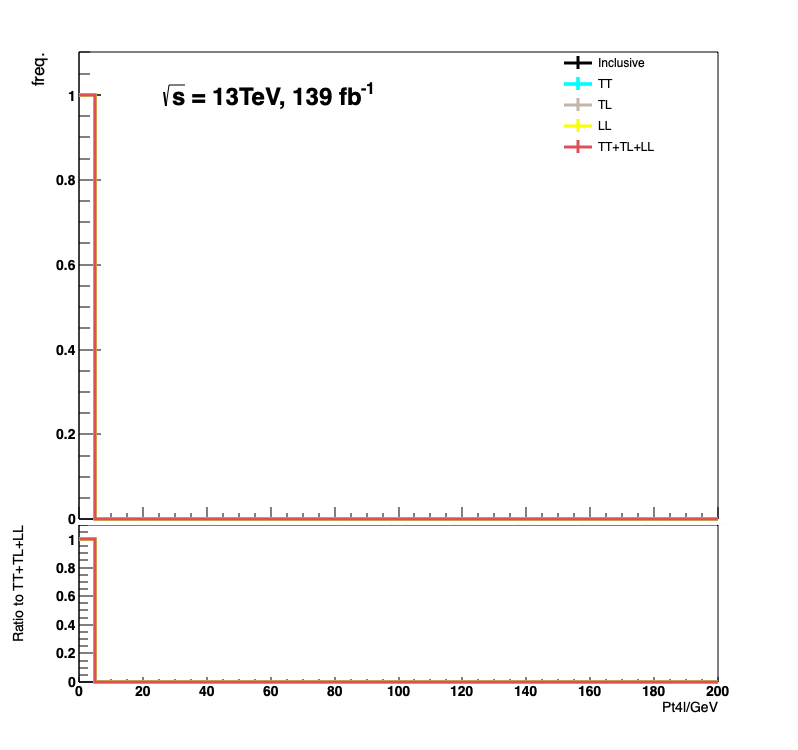 freq.
√s = 13TeV, 139 fb-1
Inclusive
TT
TL
LL
TT+TL+LL
1
0.8
0.6
0.4
0.2
0
Ratio to TT+TL+LL
1
0.8
0.6
0.4
0.2
0
0 20 40 60 80 100 120 140 160 180 200
Pt4l/GeV